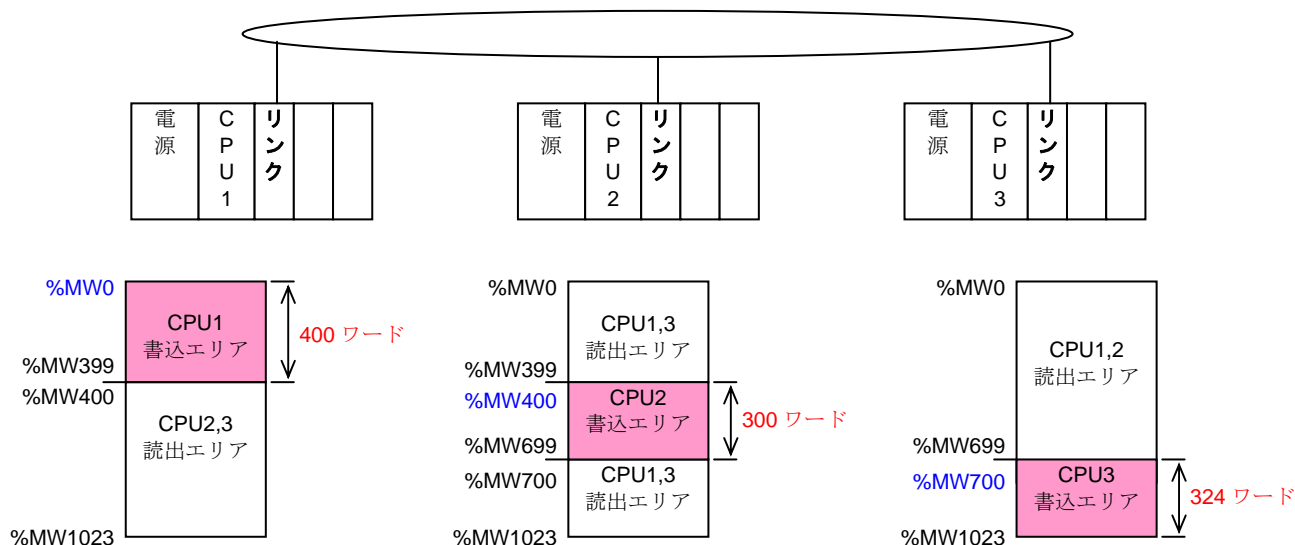 電源
CPU1
リンク
電源
CPU2
リンク
電源
CPU3
リンク
%MW0
CPU1
書込エリア
400 ワード
%MW399
%MW400
CPU2,3
読出エリア
%MW1023
%MW0
CPU1,3
読出エリア
%MW399
%MW400
CPU2
書込エリア
300 ワード
%MW699
%MW700
CPU1,3
読出エリア
%MW1023
%MW0
CPU1,2
読出エリア
%MW699
%MW700
CPU3
書込エリア
324 ワード
%MW1023